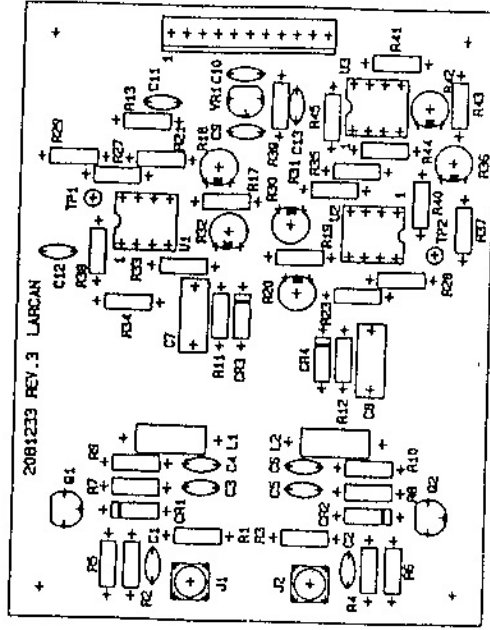 2081233 REV.3 LARCAN
R29
R13
C11
1
R27
R21
TP1
R18
VR1
C10
C9
C12
R38
1
U1
R33
R17
R32
R39
C13
R34
C7
R11
CR3
R30
R31
R45
R35
U3
R41
R42
R43
1
R44
R19
R20
U2
1
R36
R40
R37
TP2
R28
R23
CR4
R12
C8
Q1
R9
R7
L1
C4
C3
CR1
R5
R2
C1
R1
J1
L2
C6
C5
R10
R8
CR2
Q2
R3
C2
R4
R6
J2